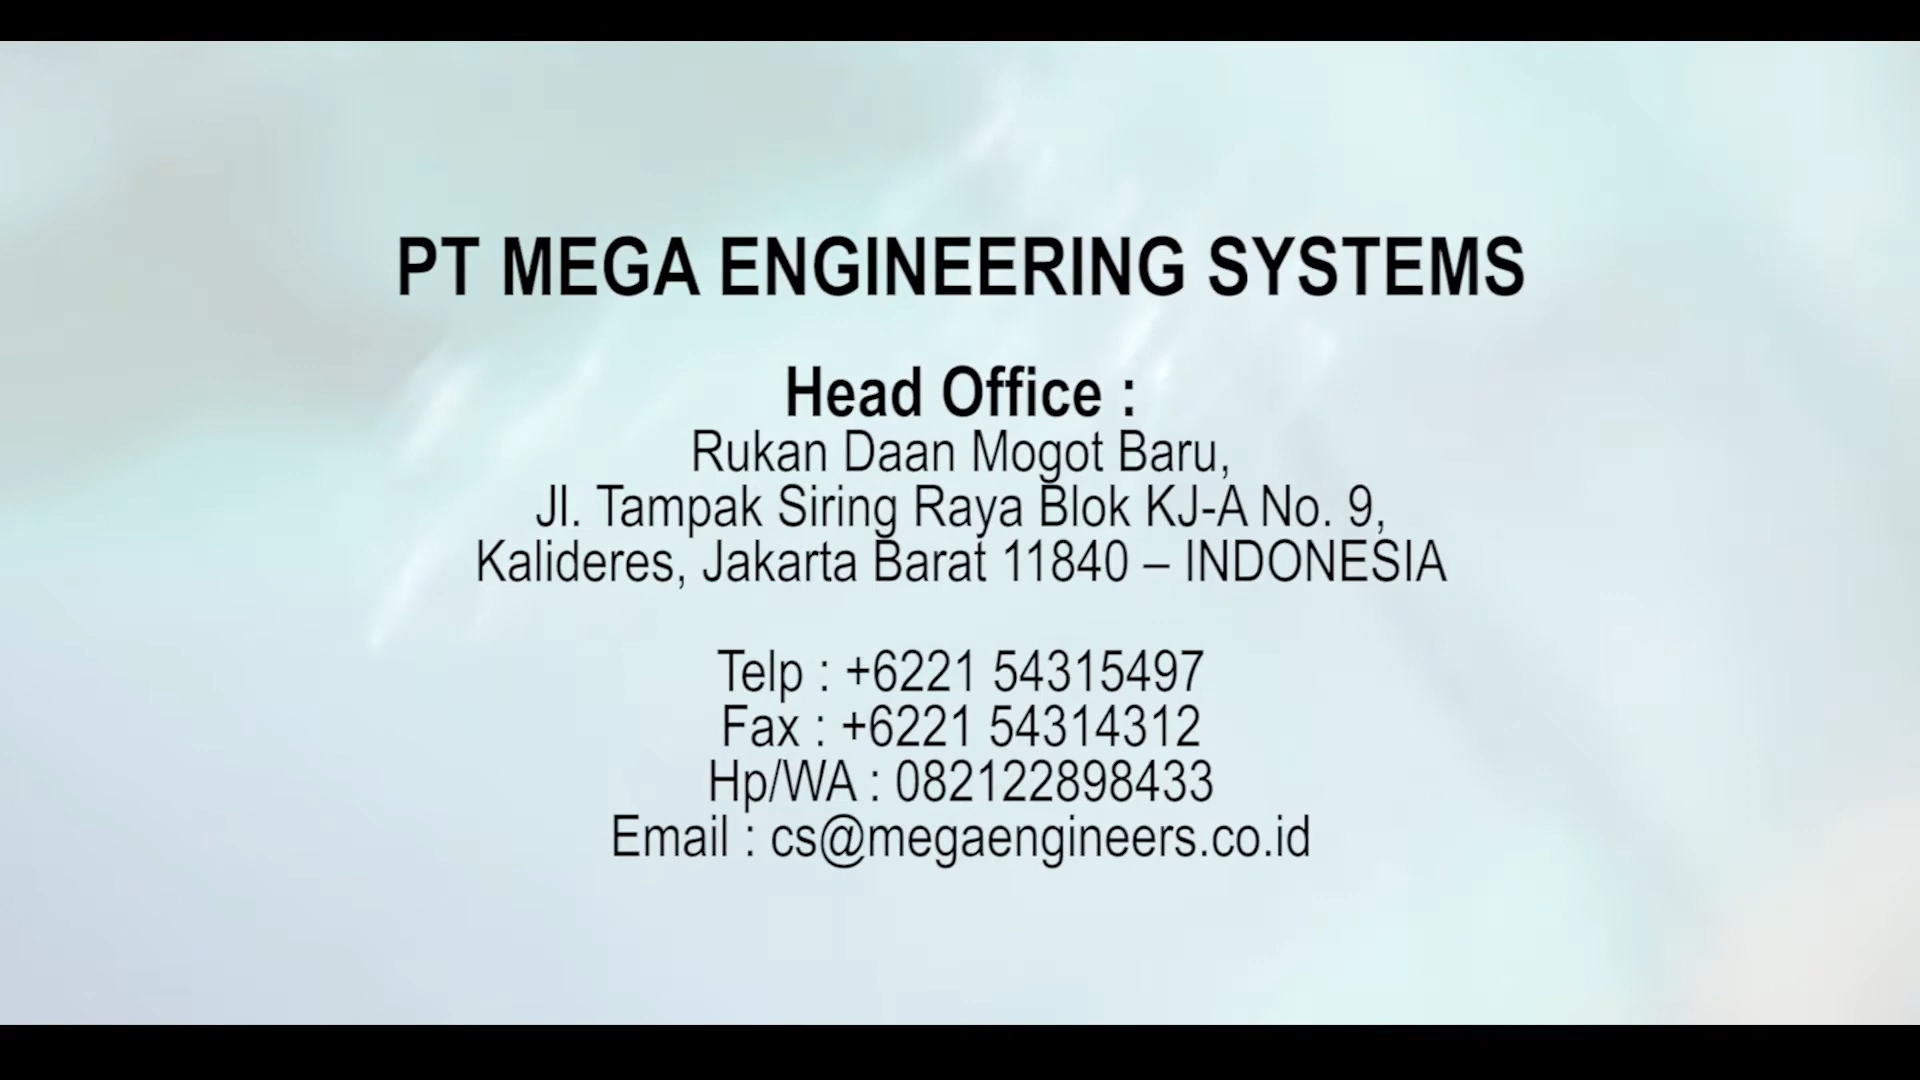 PT MEGA ENGINEERING SYSTEMS
Head Office :
Rukan Daan Mogot Baru,
Jl. Tampak Siring Raya Blok KJ-A No. 9,
Kalideres, Jakarta Barat 11840 – INDONESIA
Telp : +6221 54315497
Fax : +6221 54314312
Hp/WA : 082122898433
Email : cs@megaengineers.co.id